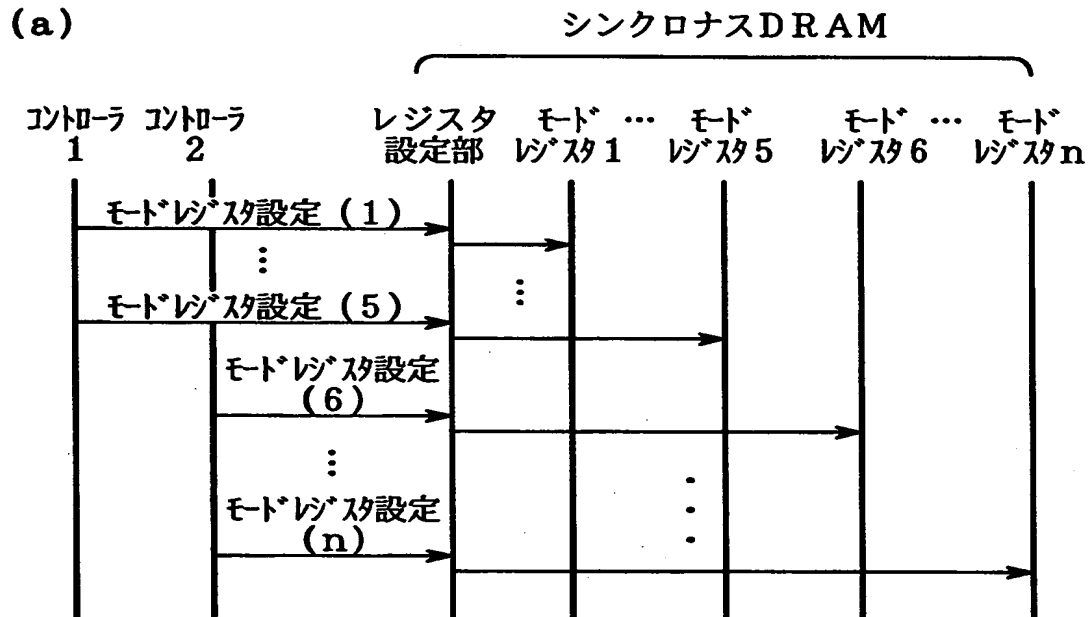 (a)
シンクロナスDRAM
コントローラ コントローラ レジスタ モード … モード モード … モード
1 2 設定部 レジスタ1 レジスタ5 レジスタ6 レジスタn
モードレジスタ設定(1)
モードレジスタ設定(5)
モードレジスタ設定
(6)
モードレジスタ設定
(n)